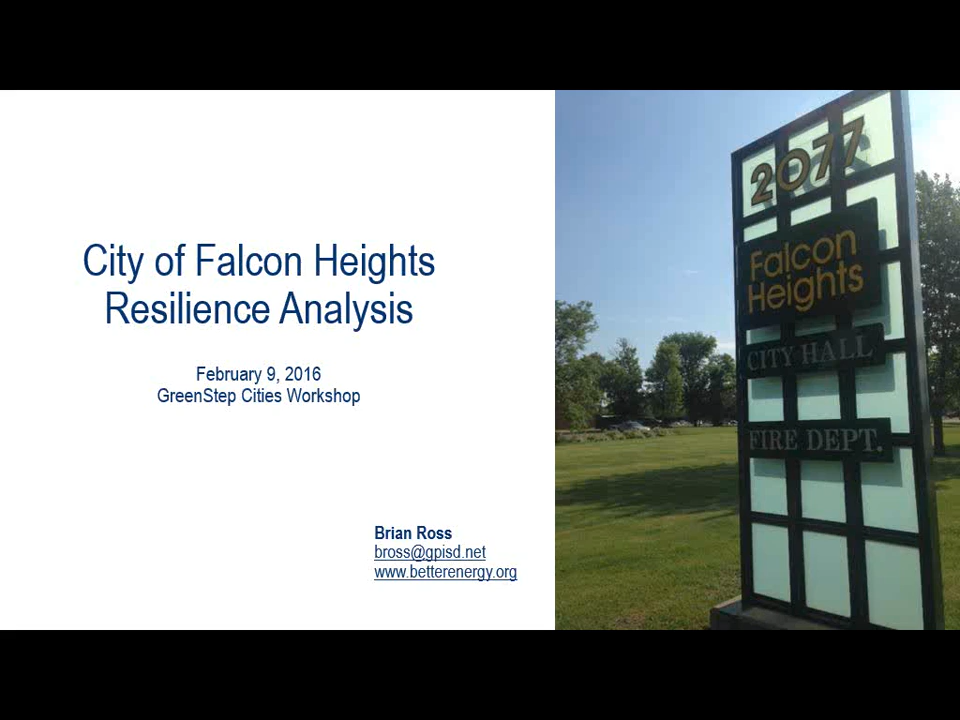 City of Falcon Heights
Resilience Analysis
February 9, 2016
GreenStep Cities Workshop
Brian Ross
bross@gpisd.net
www.betterenergy.org
2077
Falcon
Heights
CITY HALL
FIRE DEPT.